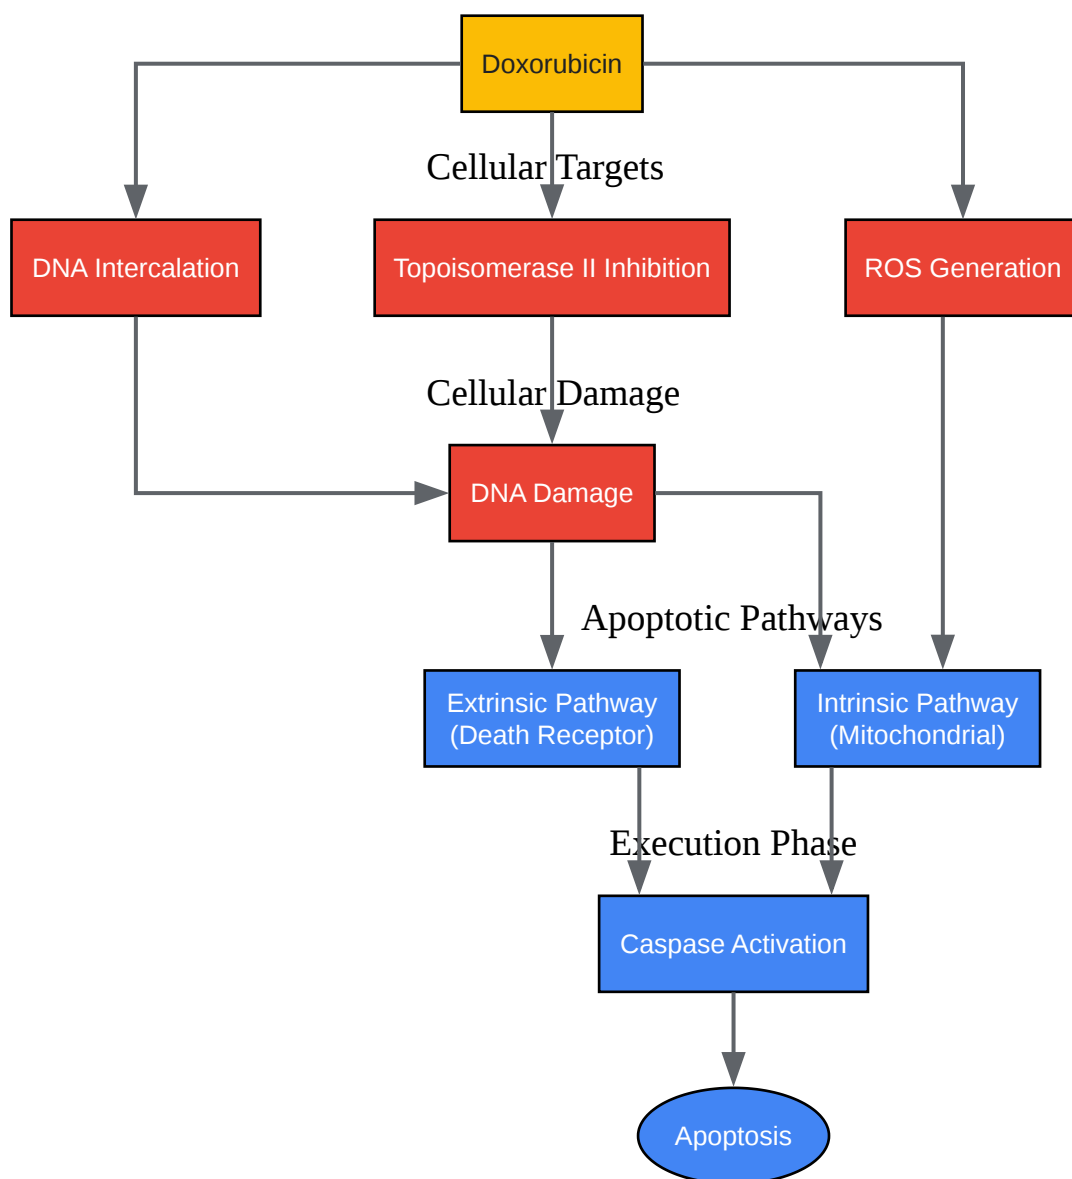 Doxorubicin
Cellular Targets
DNA Intercalation
Topoisomerase II Inhibition
ROS Generation
Cellular Damage
DNA Damage
Apoptotic Pathways
Extrinsic Pathway
(Death Receptor)
Intrinsic Pathway
(Mitochondrial)
Execution Phase
Caspase Activation
Apoptosis